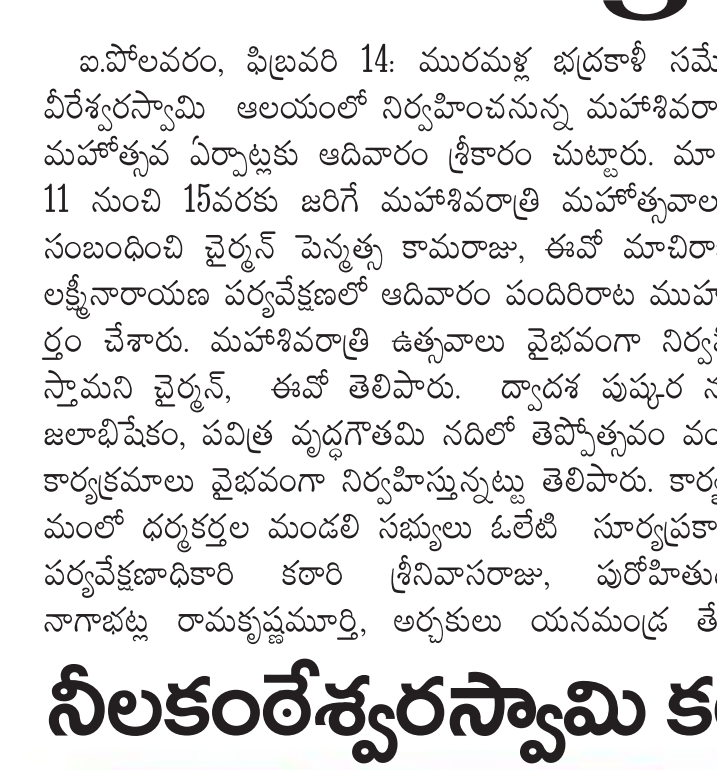 ఐ.పోలవరం, ఫిబ్రవరి 14: మురమళ్ల భద్రకాళీ సమే
వీరేశ్వరస్వామి ఆలయంలో నిర్వహించనున్న మహాశివరా
మహోత్సవ ఏర్పాట్లకు ఆదివారం శ్రీకారం చుట్టారు. మా
11 నుంచి 15వరకు జరిగే మహాశివరాత్రి మహోత్సవాల
సంబంధించి చైర్మన్ పెన్మత్స కామరాజు, ఈవో మాచిరా
లక్ష్మీనారాయణ పర్యవేక్షణలో ఆదివారం పందిరిరాట ముహ
ర్తం చేశారు. మహాశివరాత్రి ఉత్సవాలు వైభవంగా నిర్వ
స్తామని చైర్మన్, ఈవో తెలిపారు. ద్వాదశ పుష్కర న
జలాభిషేకం, పవిత్ర వృద్ధగౌతమి నదిలో తెప్పోత్సవం వం
కార్యక్రమాలు వైభవంగా నిర్వహిస్తున్నట్టు తెలిపారు. కార్య
మంలో ధర్మకర్తల మండలి సభ్యులు ఓలేటి సూర్యప్రకా
పర్యవేక్షణాధికారి కఠారి శ్రీనివాసరాజు, పురోహితు
నాగాభట్ల రామకృష్ణమూర్తి, అర్చకులు యనమండ్ర తే
నీలకంఠేశ్వరస్వామి క